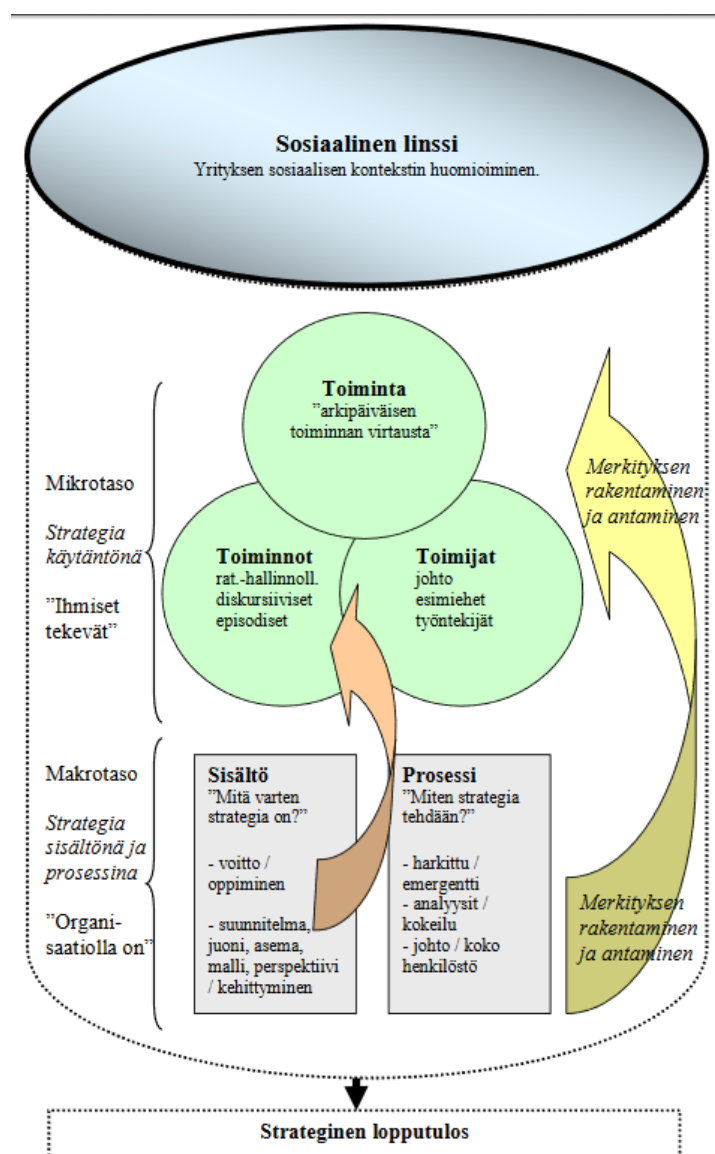 Sosiaalinen linssi
Yrityksen sosiaalisen kontekstin huomioiminen.
Toiminta
”arkipäiväisen
toiminnan virtausta”
Mikrotaso
Strategia
käytäntönä
”Ihmiset
tekevät”
Toiminnot
rat.-hallinnoll.
diskursiiviset
episodiset
Toimijat
johto
esimiehet
työntekijät
Merkityksen
rakentaminen
ja antaminen
Makrotaso
Strategia
sisältönä ja
prosessina
”Organi-
saatiolla on”
Sisältö
”Mitä varten
strategia on?”
- voitto /
oppiminen
- suunnitelma,
juoni, asema,
malli, perspektiivi
/ kehittyminen
Prosessi
”Miten strategia
tehdään?”
- harkittu /
emergentti
- analyysit /
kokeilu
- johto / koko
henkilöstö
Merkityksen
rakentaminen
ja antaminen
Strateginen lopputulos